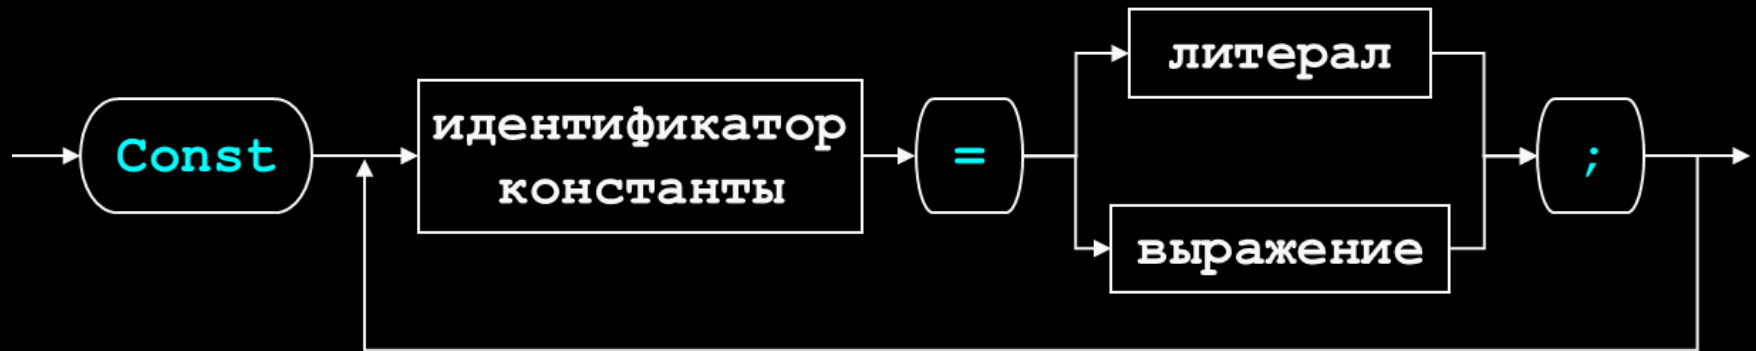 Const
идентификатор
константы
=
литерал
выражение
;